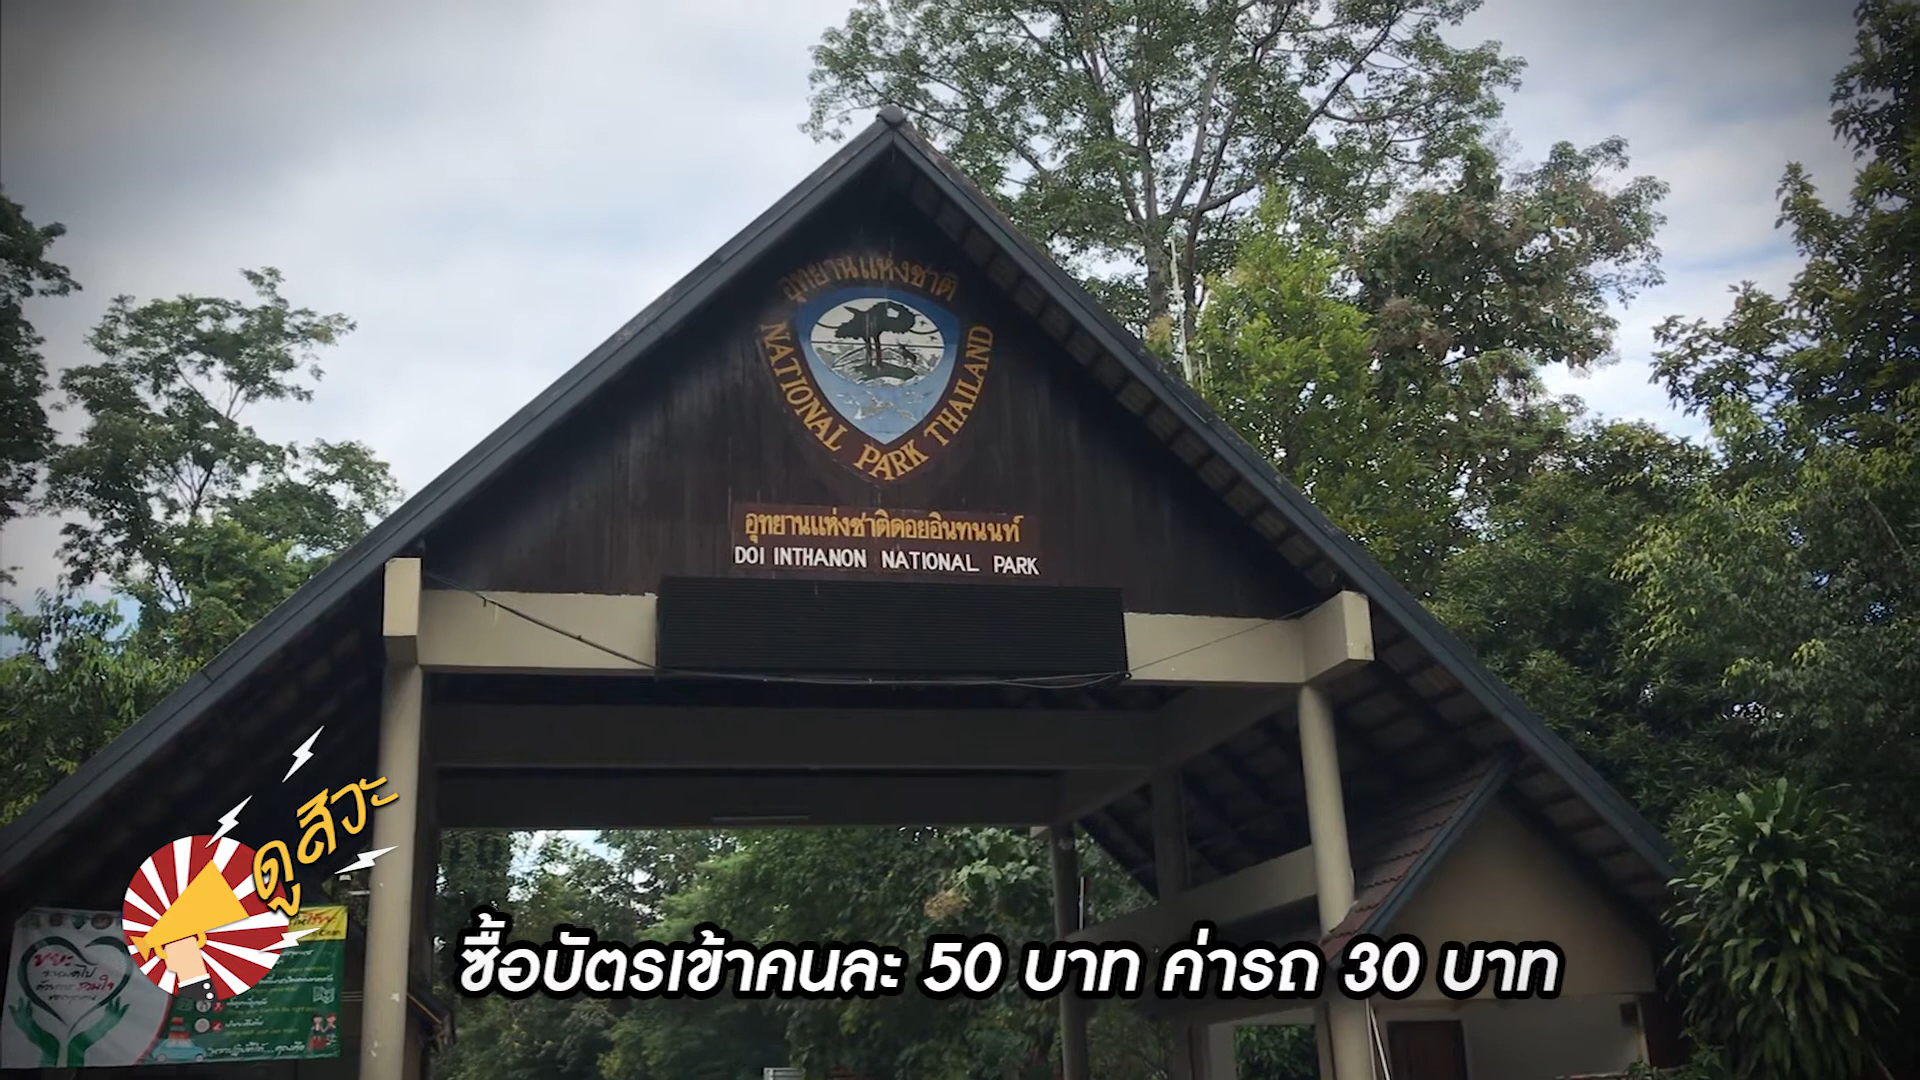 อุทยานแห่งชาติ
NATIONAL PARK THAILAND
อุทยานแห่งชาติดอยอินทนนท์
DOI INTHANON NATIONAL PARK
ดูสิวะ
ขยะ
ซื้อบัตรเข้าคนละ 50 บาท ค่ารถ 30 บาท